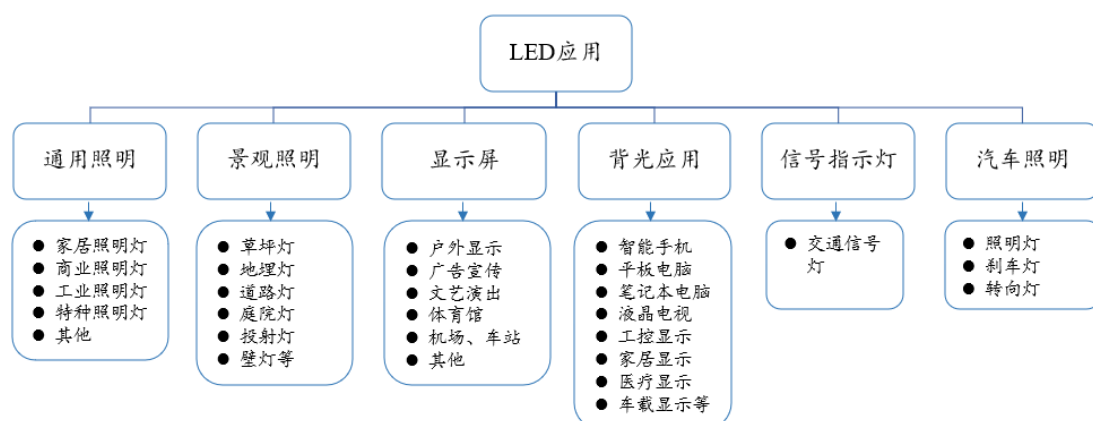 LED应用
通用照明
景观照明
显示屏
背光应用
信号指示灯
汽车照明
● 家居照明灯
● 商业照明灯
● 工业照明灯
● 特种照明灯
● 其他
● 草坪灯
● 地埋灯
● 道路灯
● 庭院灯
● 投射灯
● 壁灯等
● 户外显示
● 广告宣传
● 文艺演出
● 体育馆
● 机场、车站
● 其他
● 智能手机
● 平板电脑
● 笔记本电脑
● 液晶电视
● 工控显示
● 家居显示
● 医疗显示
● 车载显示等
● 交通信号
灯
● 照明灯
● 刹车灯
● 转向灯